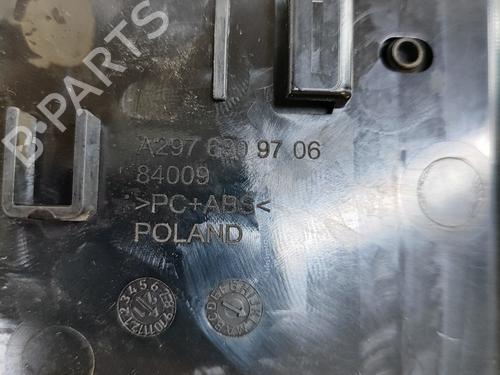 B-PARTS
A297 680 97 06
84009
>PC+ABS<
POLAND